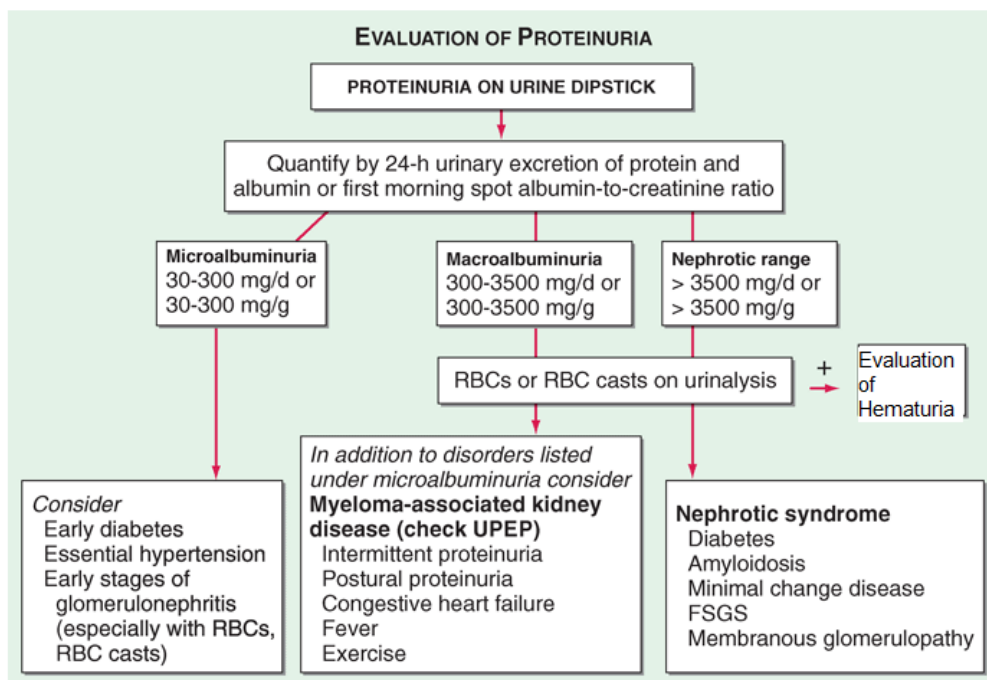 EVALUATION OF PROTEINURIA
PROTEINURIA ON URINE DIPSTICK
Quantify by 24-h urinary excretion of protein and
albumin or first morning spot albumin-to-creatinine ratio
Microalbuminuria
30-300 mg/d or
30-300 mg/g
Macroalbuminuria
300-3500 mg/d or
300-3500 mg/g
Nephrotic range
> 3500 mg/d or
> 3500 mg/g
RBCs or RBC casts on urinalysis
+
Evaluation
of
Hematuria
Consider
Early diabetes
Essential hypertension
Early stages of
glomerulonephritis
(especially with RBCs,
RBC casts)
In addition to disorders listed
under microalbuminuria consider
Myeloma-associated kidney
disease (check UPEP)
Intermittent proteinuria
Postural proteinuria
Congestive heart failure
Fever
Exercise
Nephrotic syndrome
Diabetes
Amyloidosis
Minimal change disease
FSGS
Membranous glomerulopathy